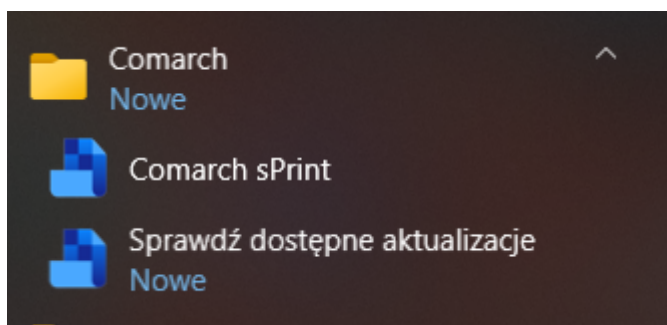 Comarch
Nowe
Comarch sPrint
Sprawdź dostępne aktualizacje
Nowe